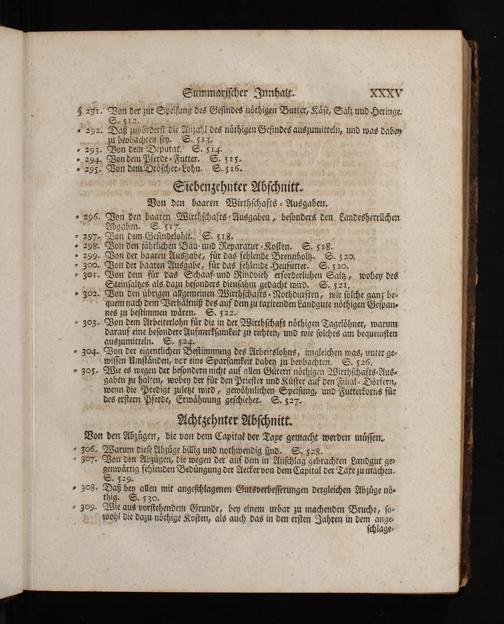 Summarischer Innhalt. XXXV
§ 291. Von der zur Speisung des Gesindes nöthigen Butter, Käse, Saltz und Heringe.
S. 512.
= 292. Daß zuvörderst die Anzahl des nöthigen Gesindes auszumitteln, und was dabey
zu beobachten sey. S. 513.
= 293. Von dem Deputat. S. 514.
= 294. Von dem Pferde-Futter. S. 515.
= 295. Von dem Dröscher-Lohn. S. 516.
Siebenzehnter Abschnitt.
Von den baaren Wirthschafts-Ausgaben.
= 296. Von den baaren Wirthschafts-Ausgaben, besonders den Landesherrlichen
Abgaben. S. 517.
= 297. Von dem Gesindelohn. S. 518.
= 298. Von den jährlichen Bau- und Reparatur-Kosten. S. 518.
= 299. Von der baaren Ausgabe, für das fehlende Brennholtz. S. 520.
= 300. Von der baaren Ausgabe, für das fehlende Heufutter. S. 520.
= 301. Von dem für das Schaaf- und Rindvieh erforderlichen Saltz, wobey des
Steinsaltzes als dazu besonders diensahm gedacht wird. S. 521.
= 302. Von den übrigen allgemeinen Wirthschafts-Nothdurften, wie solche gantz be-
quem nach dem Verhältniß des auf dem zu taxirenden Landgute nöthigen Gespan-
nes zu bestimmen wären. S. 522.
= 303. Von dem Arbeiterlohn für die in der Wirthschaft nöthigen Tagelöhner, warum
darauf eine besondre Aufmerksamkeit zu richten, und wie solches am bequemsten
auszumitteln. S. 524.
= 304. Von der eigentlichen Bestimmung des Arbeitslohns, imgleichen was, unter ge-
wissen Umständen, vor eine Sparsamkeit dabey zu beobachten. S. 526.
= 305. Wie es wegen der besondern nicht auf allen Gütern nöthigen Wirthschafts-Aus-
gaben zu halten, wobey der für den Priester und Küster auf den Filial-Dörfern,
wenn die Predigt zuletzt wird, gewöhnlichen Speisung, und Futterkorns für
des erstern Pferde, Erwähnung geschiehet. S. 527.
Achtzehnter Abschnitt.
Von den Abzügen, die von dem Capital der Taxe gemacht werden müssen.
= 306. Warum diese Abzüge billig und nothwendig sind. S. 528.
= 307. Von den Abzügen, die wegen der auf dem in Anschlag gebrachten Landgut ge-
genwärtig fehlenden Bedingung der Aecker von dem Capital der Taxe zu machen.
S. 529.
= 308. Daß bey allen mit angeschlagenen Gutsverbesserungen dergleichen Abzüge nö-
thig. S. 530.
= 309. Wie aus vorstehendem Grunde, bey einem urbar zu machenden Bruche, so-
wohl die dazu nöthige Kosten, als auch das in den ersten Jahren in dem ange-
schlage-